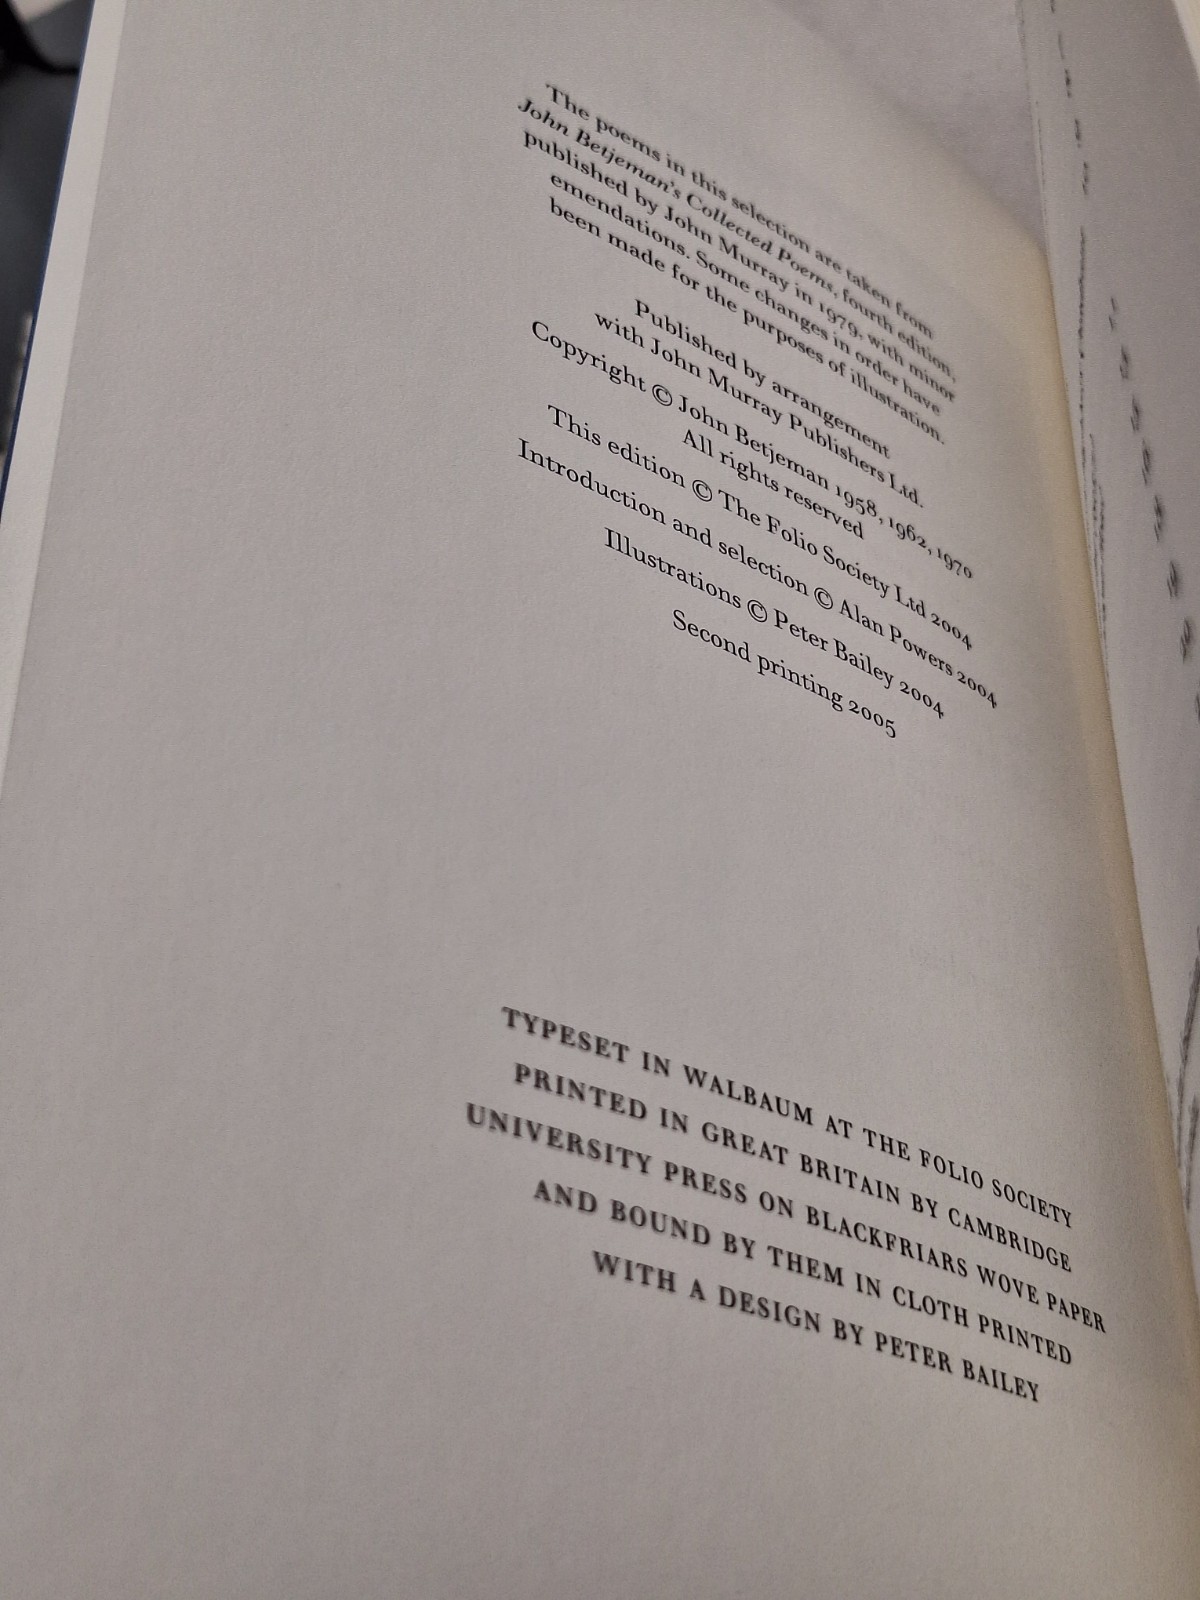 The poems in this selection are taken from
John Betjeman's Collected Poems, fourth edition,
published by John Murray in 1979, with minor
emendations. Some changes in order have
been made for the purposes of illustration.
Published by arrangement
with John Murray Publishers Ltd.
Copyright © John Betjeman 1958, 1962, 1970
All rights reserved
This edition © The Folio Society Ltd 2004
Introduction and selection © Alan Powers 2004
Illustrations © Peter Bailey 2004
Second printing 2005
TYPESET IN WALBAUM AT THE FOLIO SOCIETY
PRINTED IN GREAT BRITAIN BY CAMBRIDGE
UNIVERSITY PRESS ON BLACKFRIARS WOVE PAPER
AND BOUND BY THEM IN CLOTH PRINTED
WITH A DESIGN BY PETER BAILEY